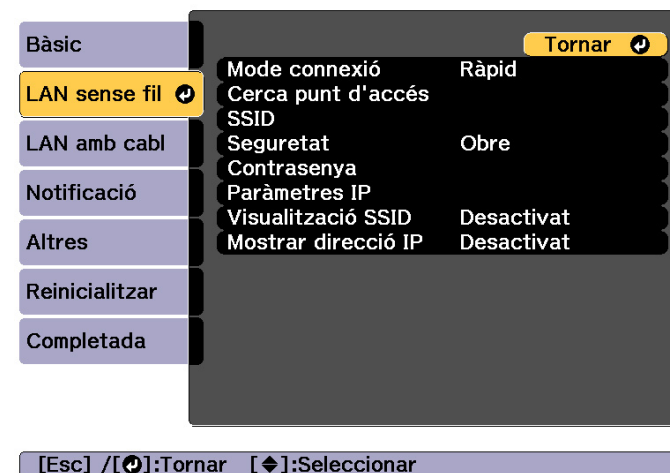 Bàsic
LAN sense fil
LAN amb cabl
Notificació
Altres
Reinicialitzar
Completada
Tornar
Mode connexió Ràpid
Cerca punt d'accés
SSID
Seguretat Obre
Contrasenya
Paràmetres IP
Visualització SSID Desactivat
Mostrar direcció IP Desactivat
[Esc] /[⏎]:Tornar [◆]:Seleccionar